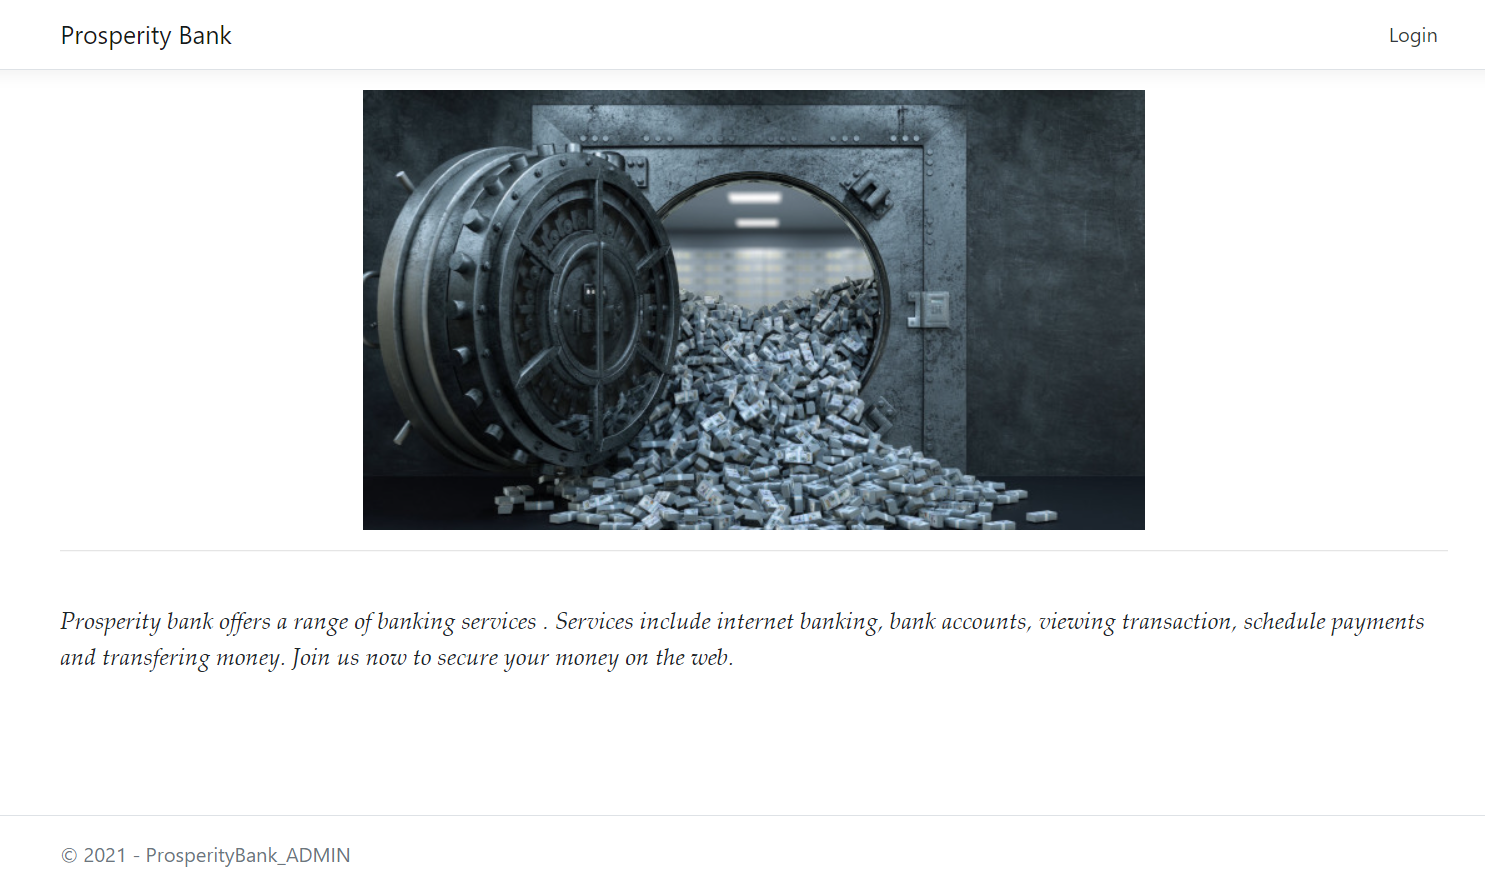 Prosperity Bank
Login
Prosperity bank offers a range of banking services . Services include internet banking, bank accounts, viewing transaction, schedule payments
and transfering money. Join us now to secure your money on the web.
© 2021 - ProsperityBank_ADMIN